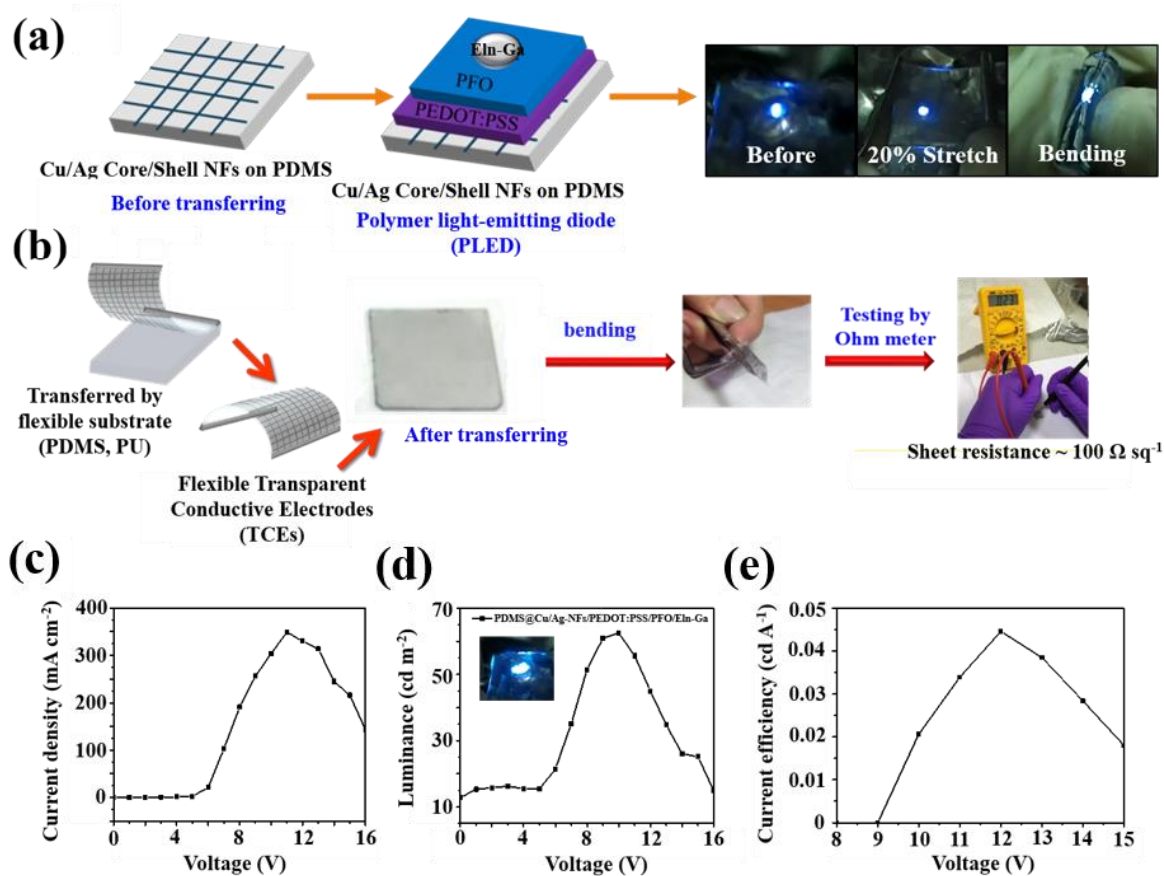 (a)
Eln-Ga
PFO
PEDOT:PSS
Cu/Ag Core/Shell NFs on PDMS
Before transferring
Cu/Ag Core/Shell NFs on PDMS
Polymer light-emitting diode
(PLED)
Before
20% Stretch
Bending
(b)
Transferred by
flexible substrate
(PDMS, PU)
Flexible Transparent
Conductive Electrodes
(TCEs)
After transferring
bending
Testing by
Ohm meter
023
Sheet resistance ~ 100 Ω sq⁻¹
(c)
Current density (mA cm⁻²)
400
300
200
100
0
0 4 8 12 16
Voltage (V)
(d)
Luminance (cd m⁻²)
70
50
30
10
PDMS@Cu/Ag-NFs/PEDOT:PSS/PFO/Eln-Ga
0 4 8 12 16
Voltage (V)
(e)
Current efficiency (cd A⁻¹)
0.05
0.04
0.03
0.02
0.01
0
8 9 10 11 12 13 14 15
Voltage (V)